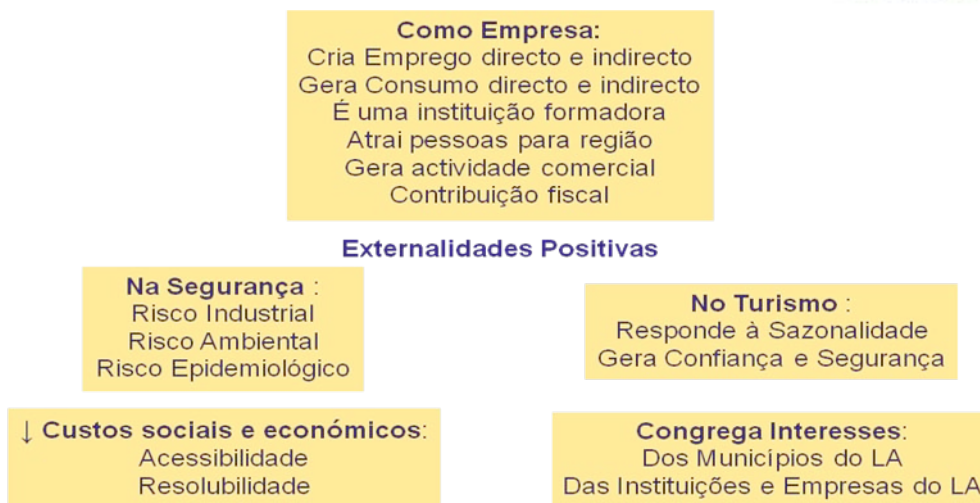 Como Empresa:
Cria Emprego directo e indirecto
Gera Consumo directo e indirecto
É uma instituição formadora
Atrai pessoas para região
Gera actividade comercial
Contribuição fiscal
Externalidades Positivas
Na Segurança :
Risco Industrial
Risco Ambiental
Risco Epidemiológico
No Turismo :
Responde à Sazonalidade
Gera Confiança e Segurança
↓ Custos sociais e económicos:
Acessibilidade
Resolubilidade
Congrega Interesses:
Dos Municípios do LA
Das Instituições e Empresas do LA